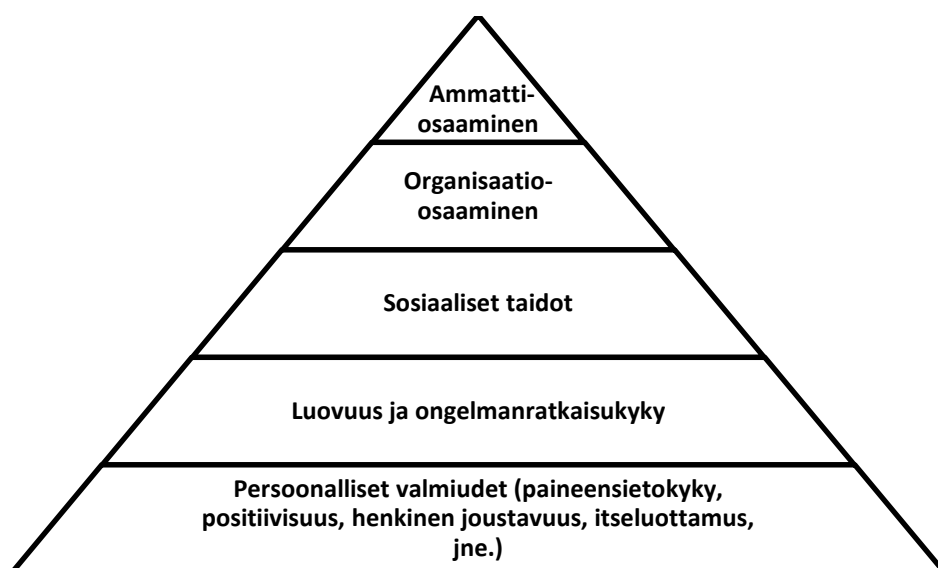 Ammatti-
osaaminen
Organisaatio-
osaaminen
Sosiaaliset taidot
Luovuus ja ongelmanratkaisukyky
Persoonalliset valmiudet (paineensietokyky,
positiivisuus, henkinen joustavuus, itseluottamus,
jne.)